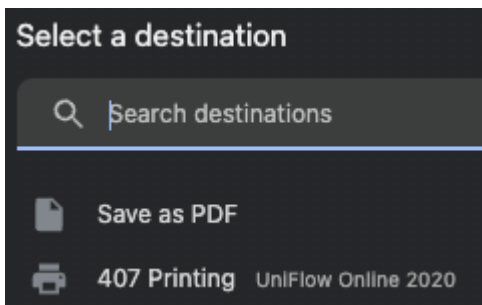 Select a destination
Search destinations
Save as PDF
407 Printing UniFlow Online 2020